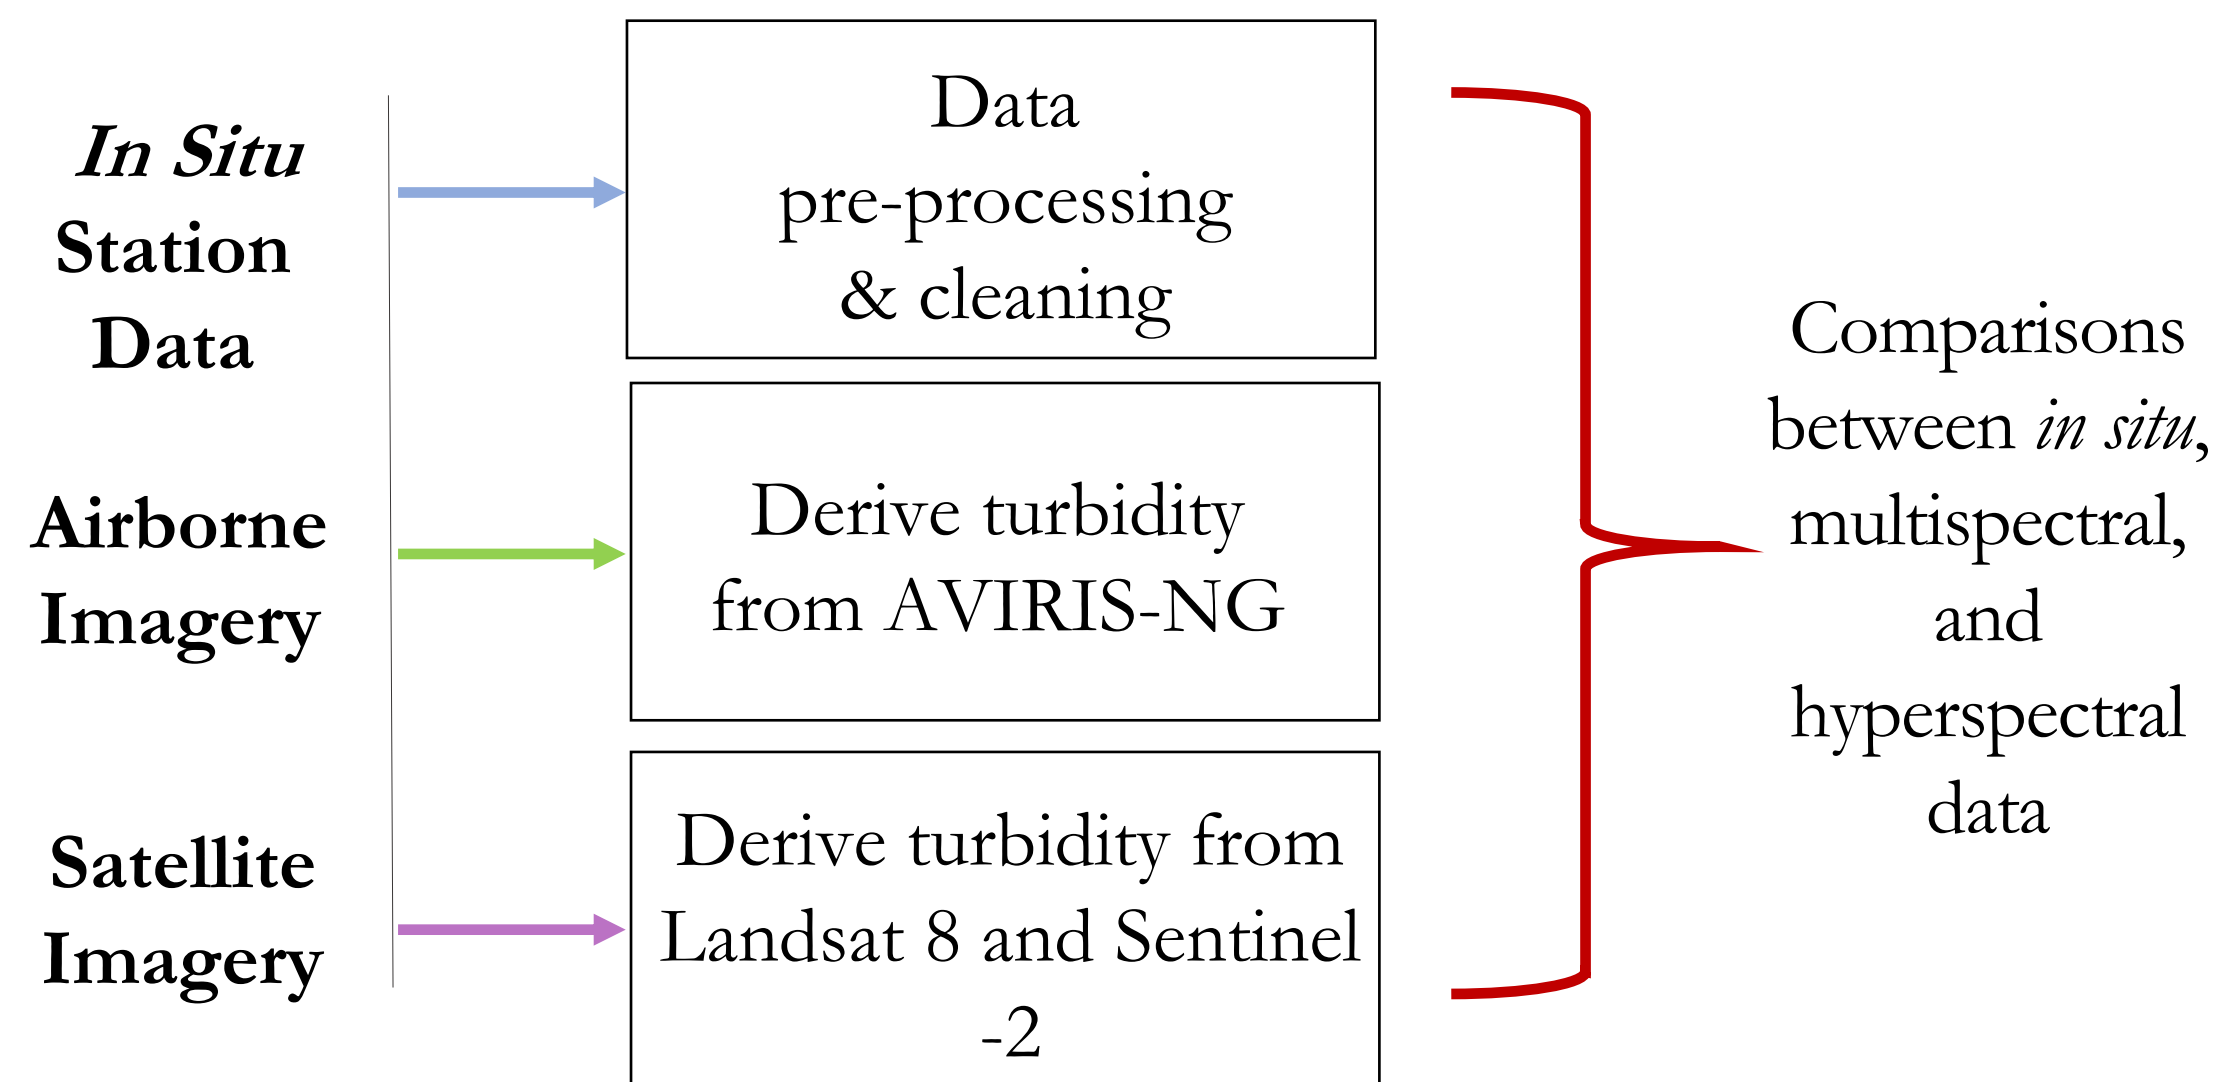 In Situ
Station
Data
Data
pre-processing
& cleaning
Airborne
Imagery
Derive turbidity
from AVIRIS-NG
Satellite
Imagery
Derive turbidity from
Landsat 8 and Sentinel
-2
Comparisons
between in situ,
multispectral,
and
hyperspectral
data